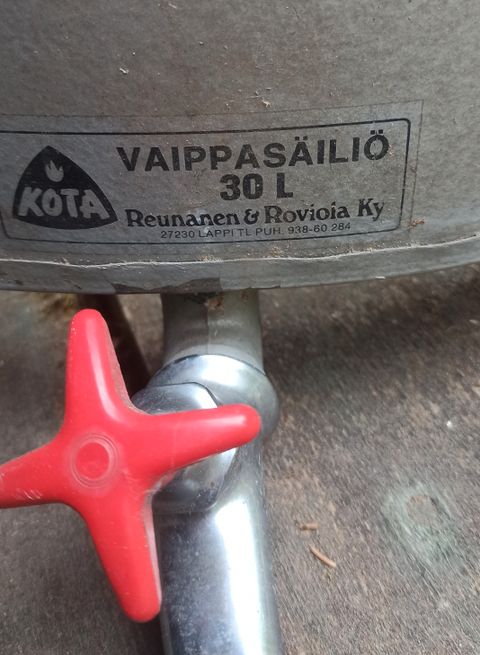 KOTA
VAIPPASÄILIÖ
30 L
Reunanen & Rovioia Ky
27230 LAPPI TL PUH. 938-60 284